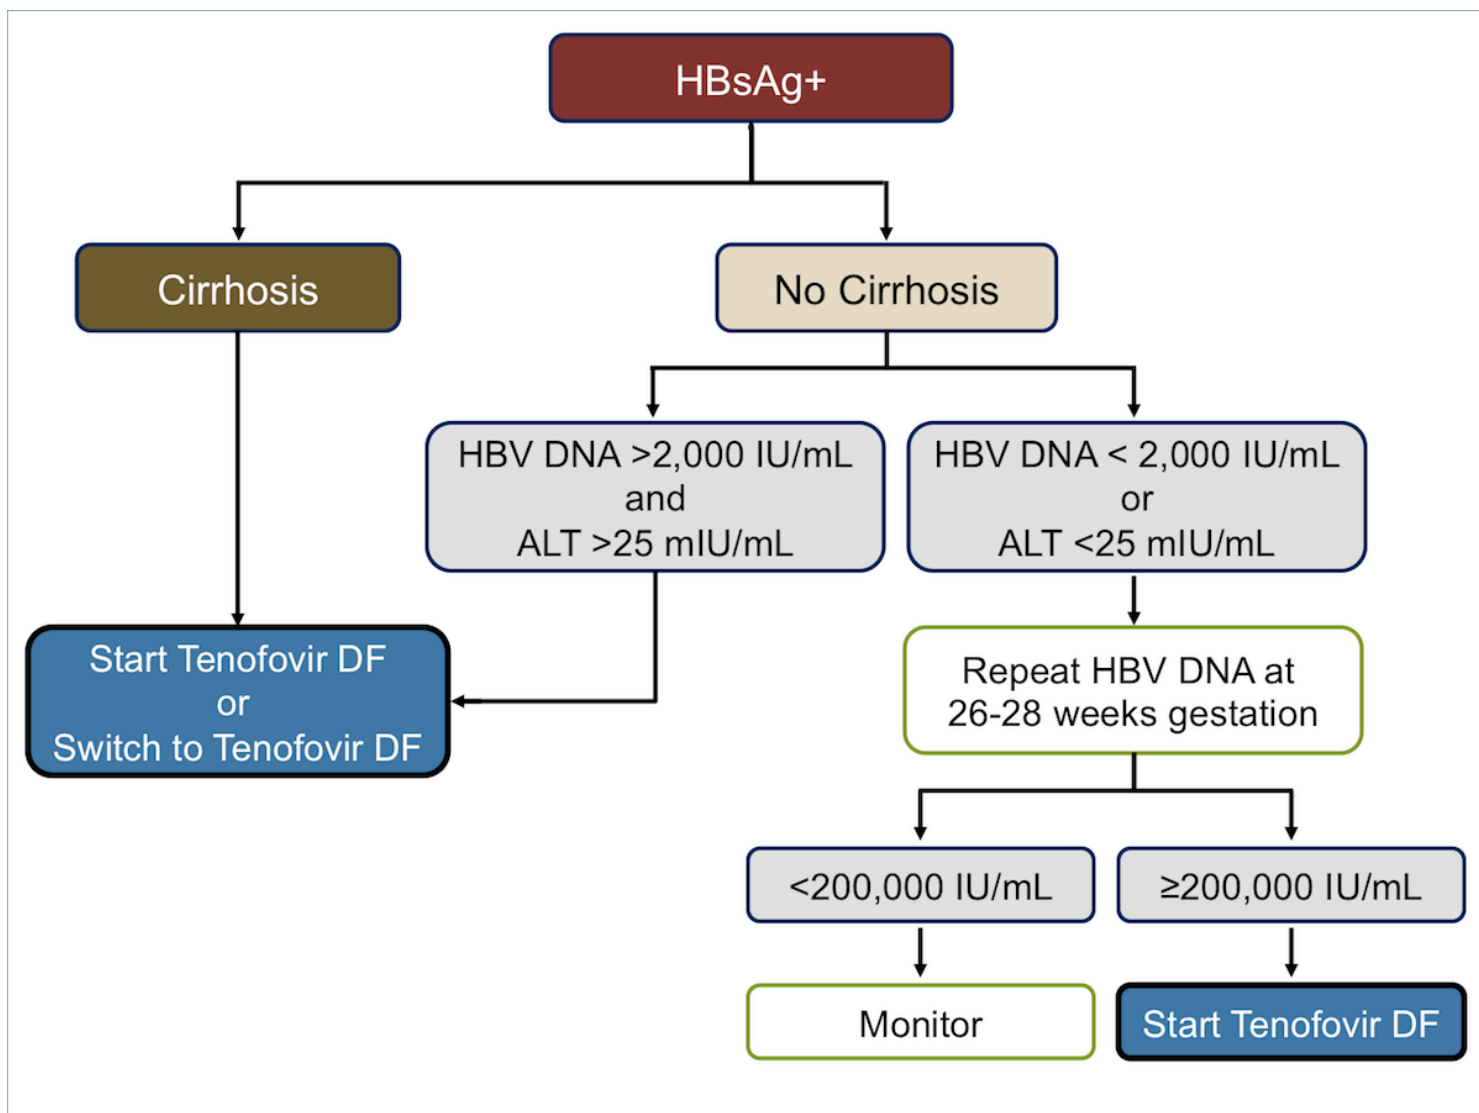 HBsAg+
Cirrhosis
No Cirrhosis
HBV DNA >2,000 IU/mL
and
ALT >25 mIU/mL
HBV DNA < 2,000 IU/mL
or
ALT <25 mIU/mL
Start Tenofovir DF
or
Switch to Tenofovir DF
Repeat HBV DNA at
26-28 weeks gestation
<200,000 IU/mL
≥200,000 IU/mL
Monitor
Start Tenofovir DF